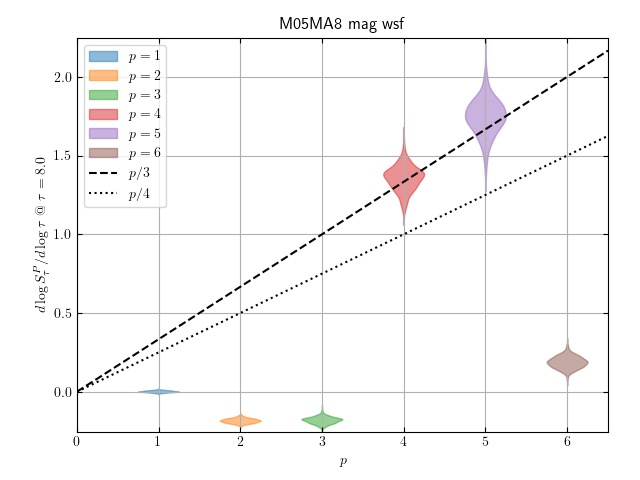 M05MA8 mag wsf
2.0
1.5
1.0
0.5
0.0
d log S_τ^P/d log τ @ τ = 8.0
p = 1
p = 2
p = 3
p = 4
p = 5
p = 6
p/3
p/4
0 1 2 3 4 5 6
p